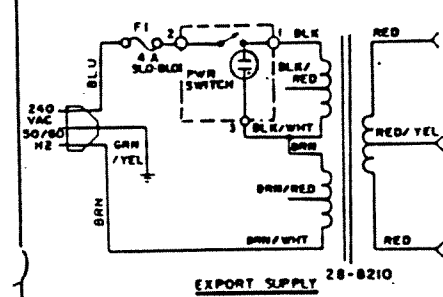 F1
2
1
BLK
RED
4 A
SLO-BLO
BLU
PWR
SWITCH
BLK/
RED
240
VAC
50/60
HZ
3
BLK/WHT
RED/YEL
GRN
/YEL
BRN
BRN/RED
BRN
BRN/WHT
RED
EXPORT SUPPLY
28-8210